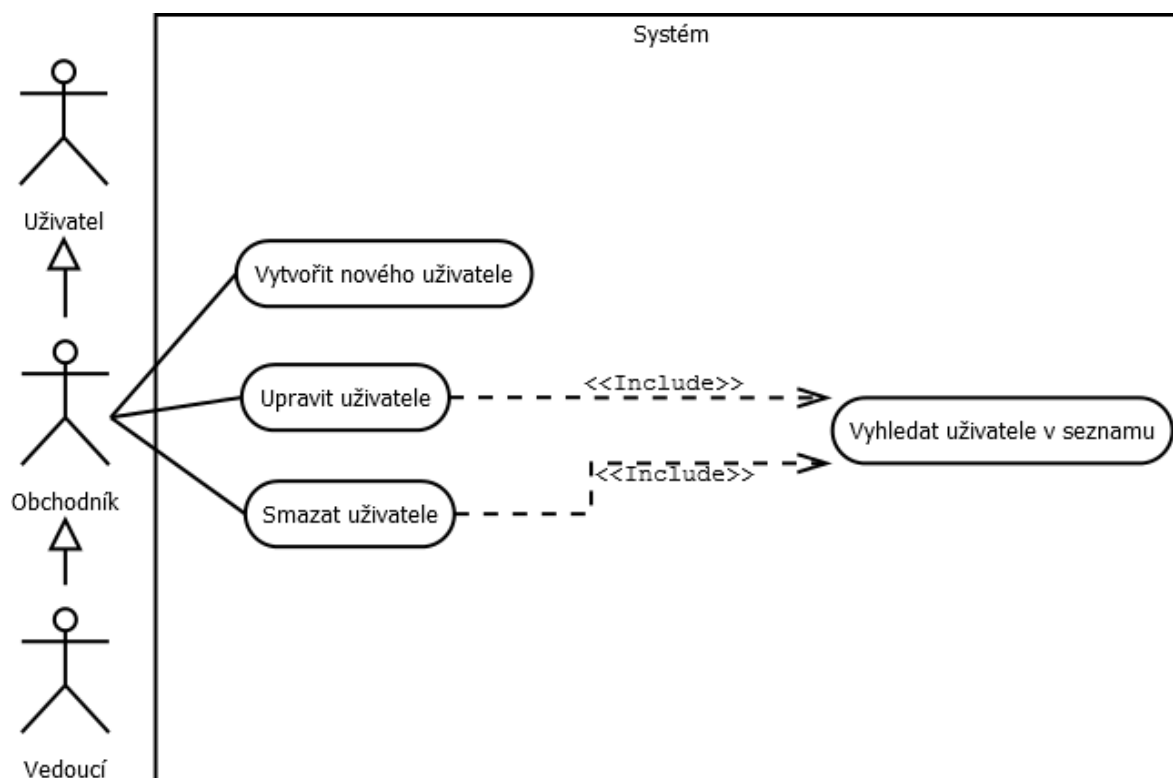 Systém
Uživatel
Vytvořit nového uživatele
Upravit uživatele
<<Include>>
Vyhledat uživatele v seznamu
<<Include>>
Obchodník
Smazat uživatele
Vedoucí